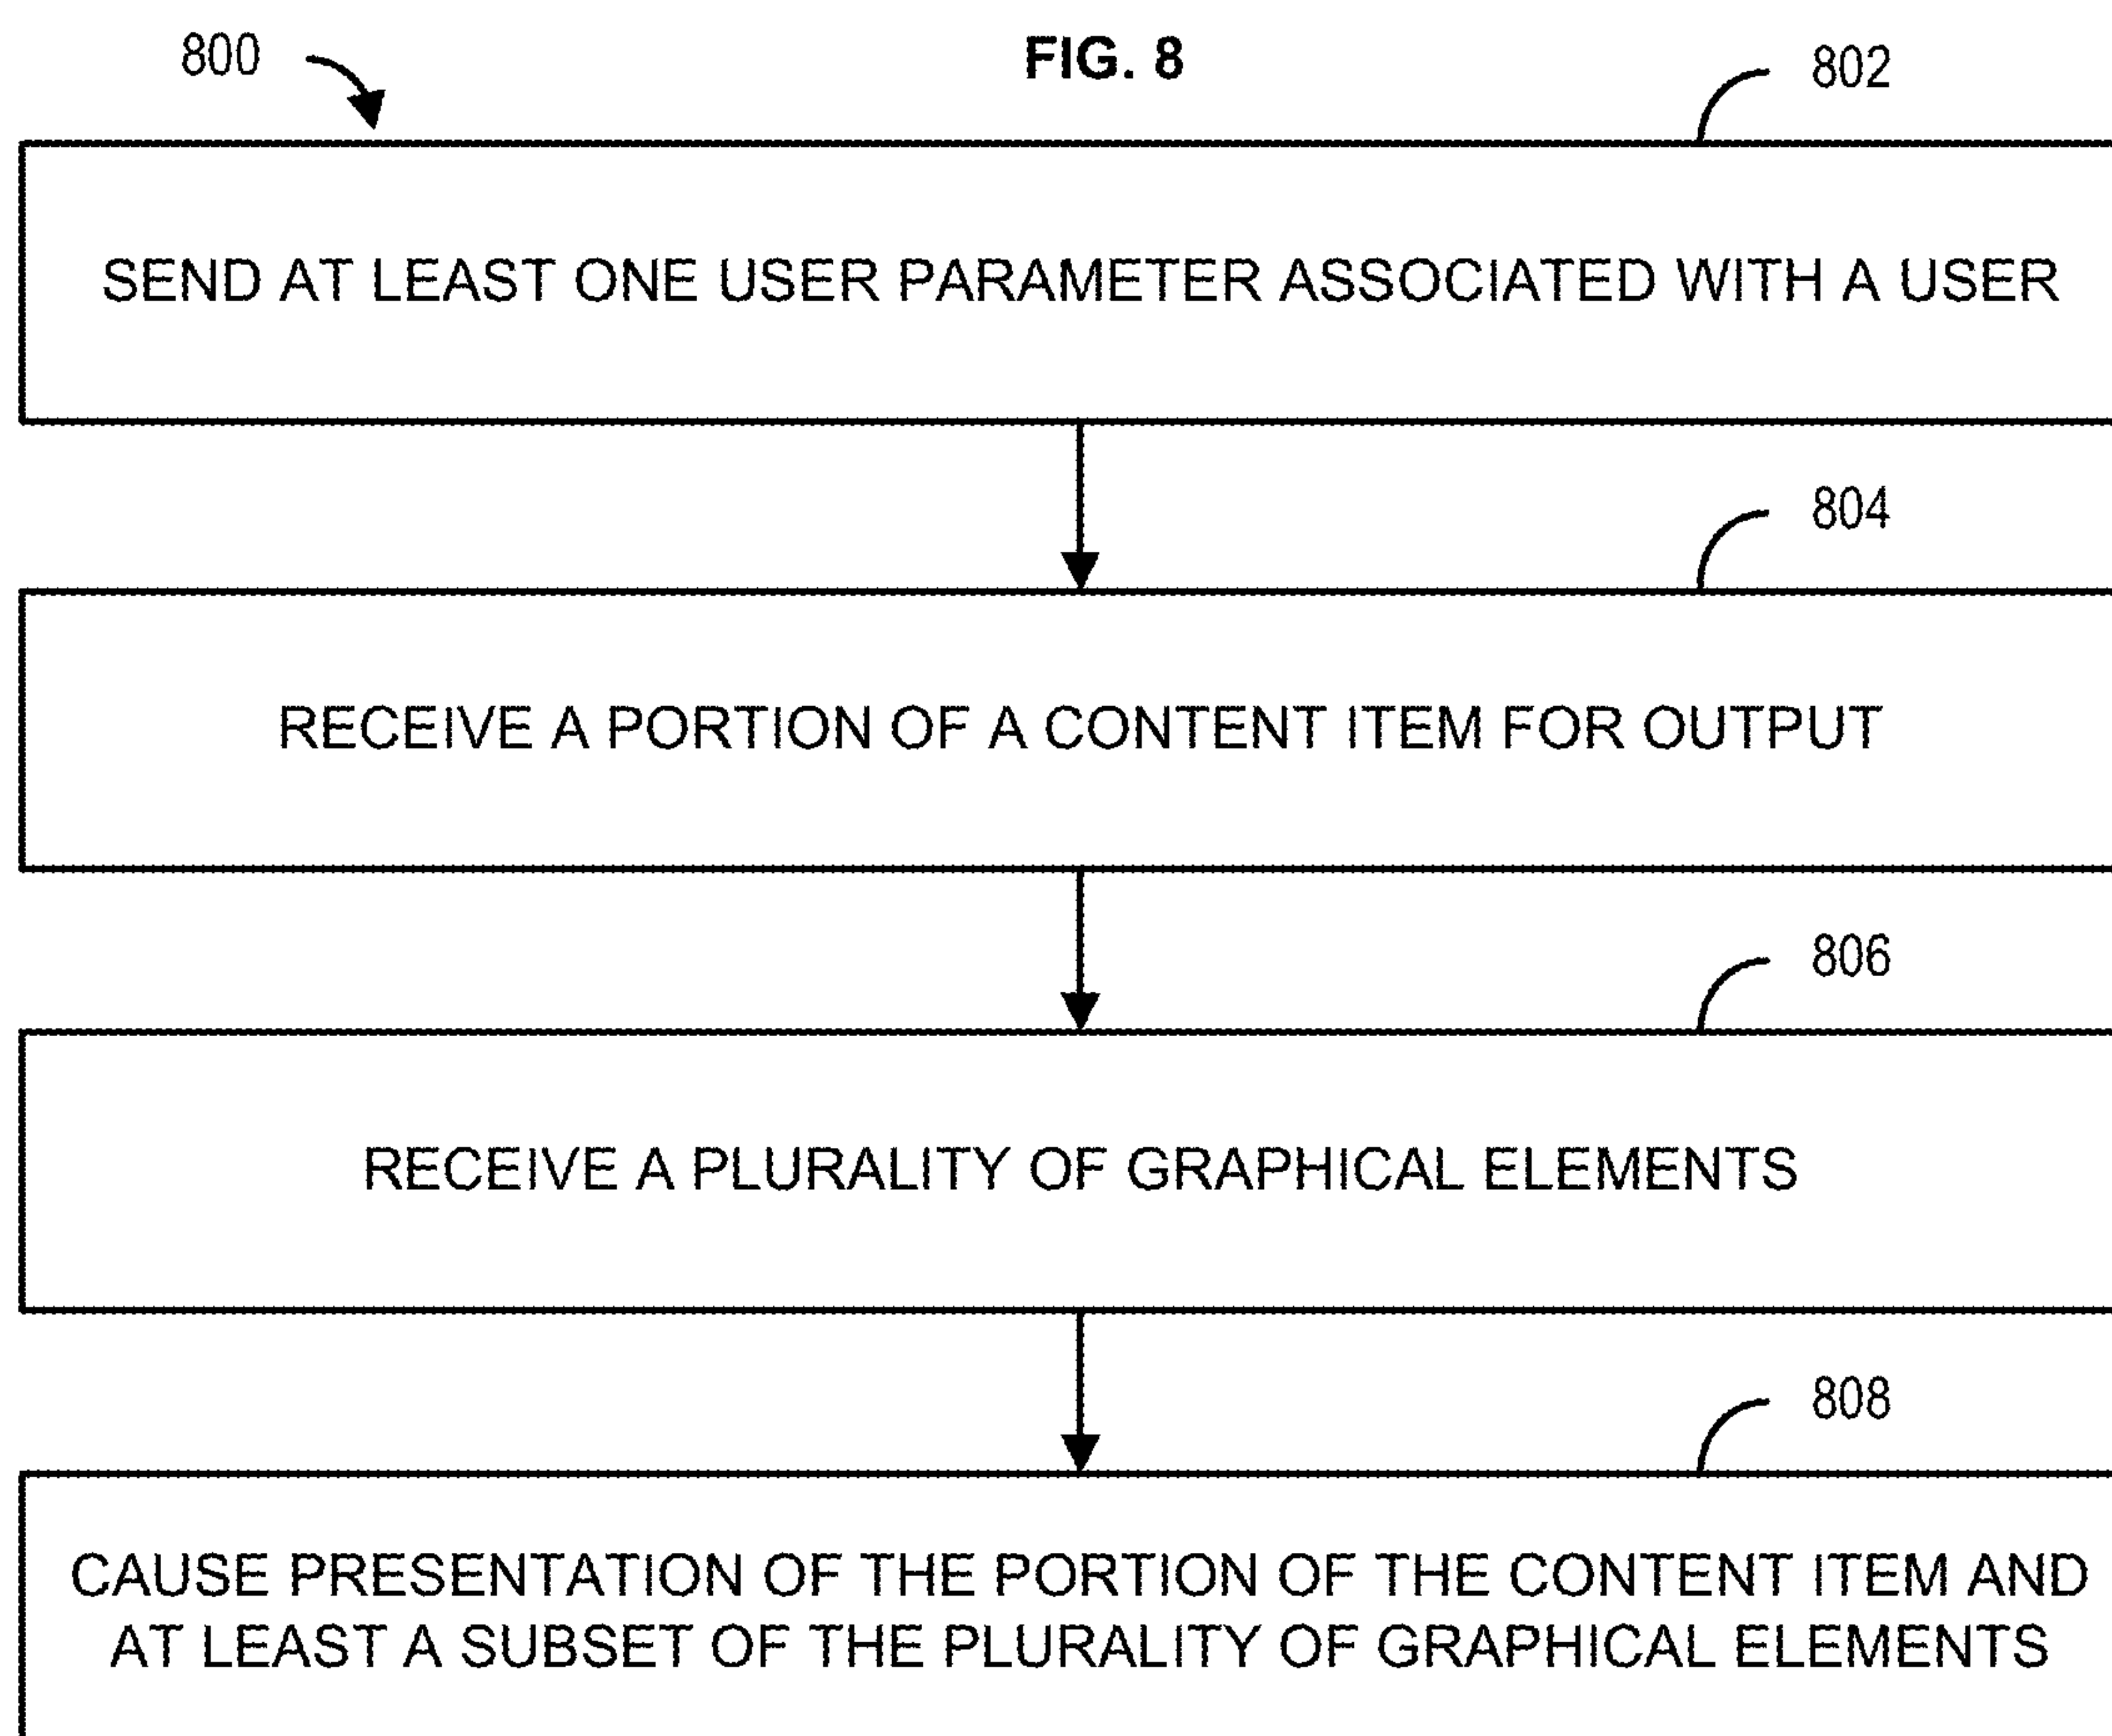 800
FIG. 8
802
SEND AT LEAST ONE USER PARAMETER ASSOCIATED WITH A USER
804
RECEIVE A PORTION OF A CONTENT ITEM FOR OUTPUT
806
RECEIVE A PLURALITY OF GRAPHICAL ELEMENTS
808
CAUSE PRESENTATION OF THE PORTION OF THE CONTENT ITEM AND
AT LEAST A SUBSET OF THE PLURALITY OF GRAPHICAL ELEMENTS